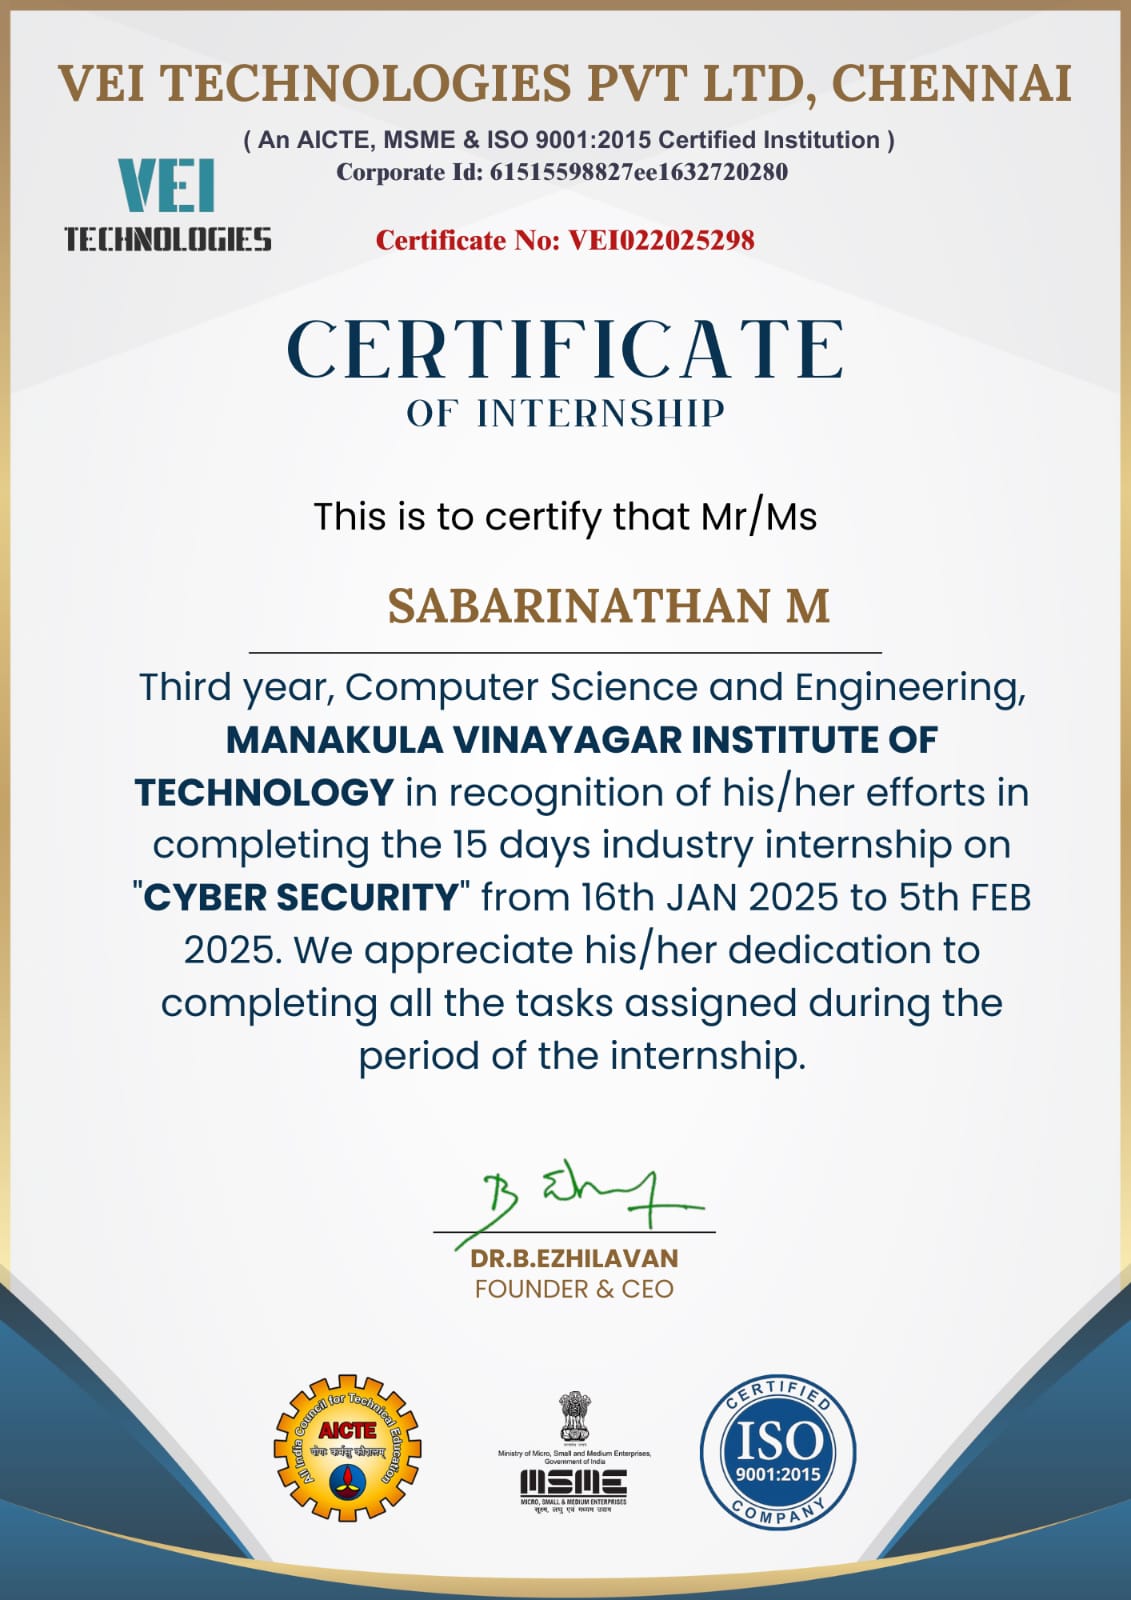 VEI TECHNOLOGIES PVT LTD, CHENNAI
( An AICTE, MSME & ISO 9001:2015 Certified Institution )
Corporate Id: 61515598827ee1632720280
VEI
TECHNOLOGIES
Certificate No: VEI022025298
CERTIFICATE
OF INTERNSHIP
This is to certify that Mr/Ms
SABARINATHAN M
Third year, Computer Science and Engineering,
MANAKULA VINAYAGAR INSTITUTE OF
TECHNOLOGY in recognition of his/her efforts in
completing the 15 days industry internship on
"CYBER SECURITY" from 16th JAN 2025 to 5th FEB
2025. We appreciate his/her dedication to
completing all the tasks assigned during the
period of the internship.
DR.B.EZHILAVAN
FOUNDER & CEO
All India Council for Technical Education
AICTE
योगः कर्मसु कौशलम्
Ministry of Micro, Small and Medium Enterprises,
Government of India
MSME
MICRO, SMALL & MEDIUM ENTERPRISES
सूक्ष्म, लघु एवं मध्यम उद्यम
CERTIFIED
ISO
9001:2015
COMPANY